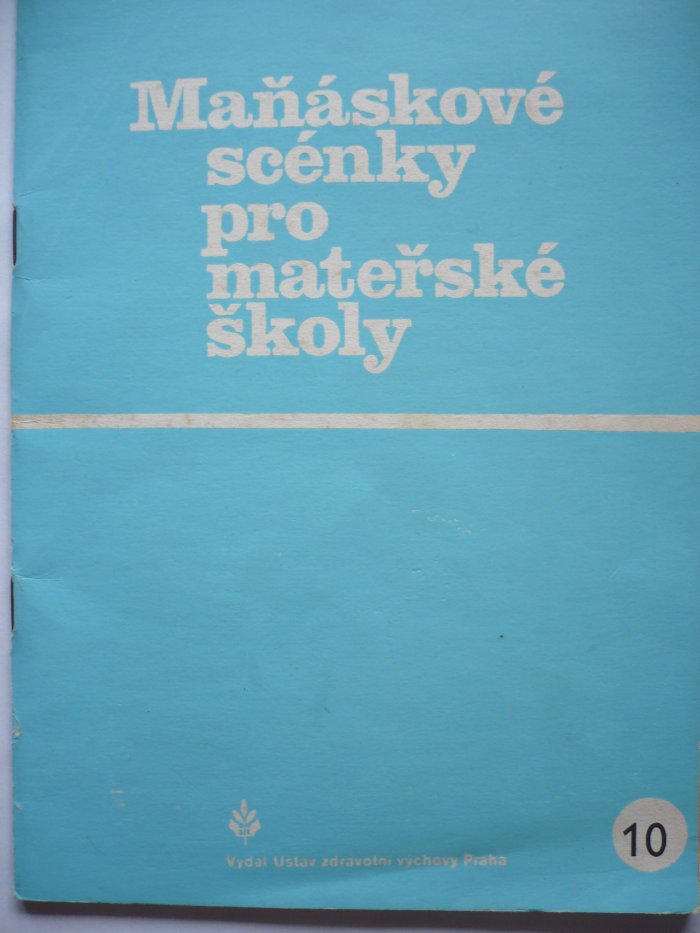 Maňáskové
scénky
pro
mateřské
školy
Vydal Ústav zdravotní výchovy Praha
10